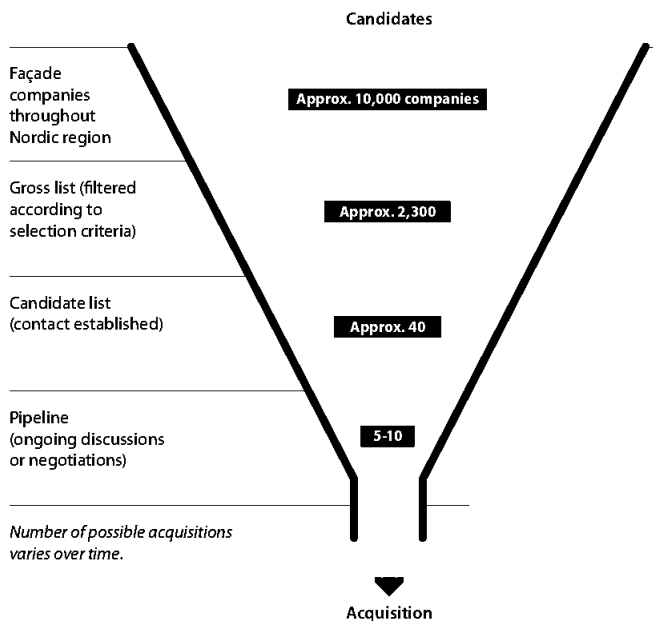 Candidates
Façade
companies
throughout
Nordic region
Approx. 10,000 companies
Gross list (filtered
according to
selection criteria)
Approx. 2,300
Candidate list
(contact established)
Approx. 40
Pipeline
(ongoing discussions
or negotiations)
5-10
Number of possible acquisitions
varies over time.
Acquisition